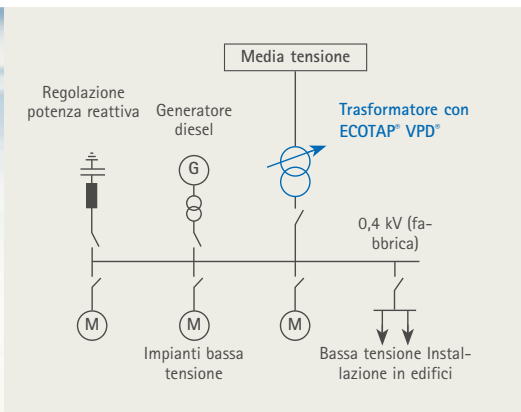 Media tensione
Regolazione
potenza reattiva
Generatore
diesel
Trasformatore con
ECOTAP® VPD®
G
0,4 kV (fa-
bbrica)
M
M
M
Impianti bassa
tensione
Bassa tensione Instal-
lazione in edifici